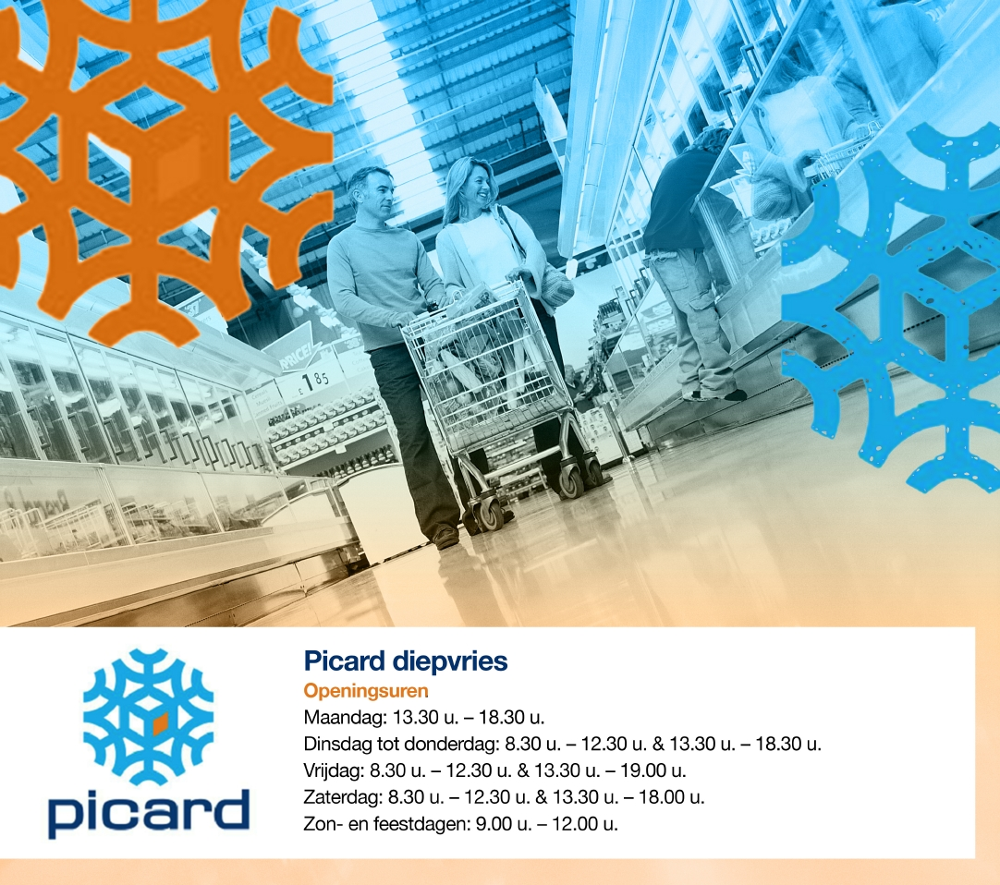 PRICE!
£ 1 85
Picard diepvries
Openingsuren
Maandag: 13.30 u. – 18.30 u.
Dinsdag tot donderdag: 8.30 u. – 12.30 u. & 13.30 u. – 18.30 u.
Vrijdag: 8.30 u. – 12.30 u. & 13.30 u. – 19.00 u.
Zaterdag: 8.30 u. – 12.30 u. & 13.30 u. – 18.00 u.
Zon- en feestdagen: 9.00 u. – 12.00 u.
picard